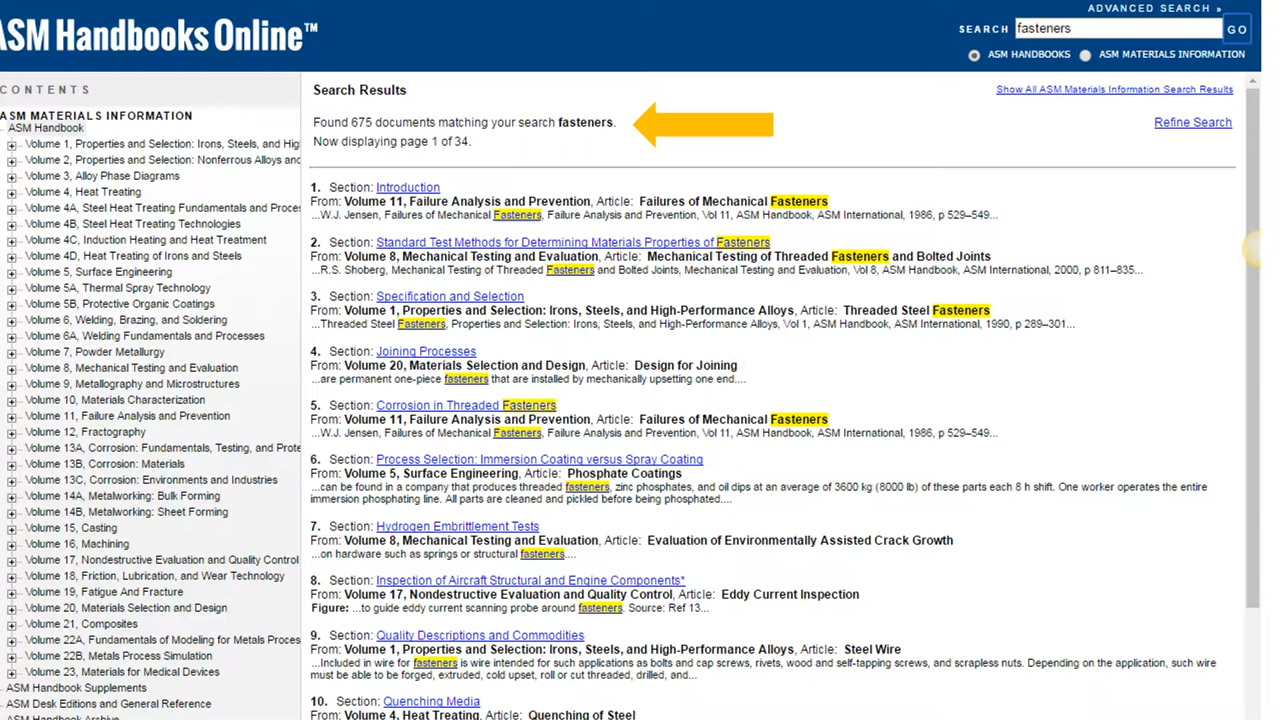 ADVANCED SEARCH »
ASM Handbooks Online™
SEARCH fasteners GO
ASM HANDBOOKS ASM MATERIALS INFORMATION
CONTENTS
ASM MATERIALS INFORMATION
ASM Handbook
Volume 1, Properties and Selection: Irons, Steels, and Hig
Volume 2, Properties and Selection: Nonferrous Alloys an
Volume 3, Alloy Phase Diagrams
Volume 4, Heat Treating
Volume 4A, Steel Heat Treating Fundamentals and Proce
Volume 4B, Steel Heat Treating Technologies
Volume 4C, Induction Heating and Heat Treatment
Volume 4D, Heat Treating of Irons and Steels
Volume 5, Surface Engineering
Volume 5A, Thermal Spray Technology
Volume 5B, Protective Organic Coatings
Volume 6, Welding, Brazing, and Soldering
Volume 6A, Welding Fundamentals and Processes
Volume 7, Powder Metallurgy
Volume 8, Mechanical Testing and Evaluation
Volume 9, Metallography and Microstructures
Volume 10, Materials Characterization
Volume 11, Failure Analysis and Prevention
Volume 12, Fractography
Volume 13A, Corrosion: Fundamentals, Testing, and Prote
Volume 13B, Corrosion: Materials
Volume 13C, Corrosion: Environments and Industries
Volume 14A, Metalworking: Bulk Forming
Volume 14B, Metalworking: Sheet Forming
Volume 15, Casting
Volume 16, Machining
Volume 17, Nondestructive Evaluation and Quality Control
Volume 18, Friction, Lubrication, and Wear Technology
Volume 19, Fatigue And Fracture
Volume 20, Materials Selection and Design
Volume 21, Composites
Volume 22A, Fundamentals of Modeling for Metals Proces
Volume 22B, Metals Process Simulation
Volume 23, Materials for Medical Devices
ASM Handbook Supplements
ASM Desk Editions and General Reference
ASM Handbook Archive
Search Results
Show All ASM Materials Information Search Results
Found 675 documents matching your search fasteners.
Refine Search
Now displaying page 1 of 34.
1. Section: Introduction
From: Volume 11, Failure Analysis and Prevention, Article: Failures of Mechanical Fasteners
...W.J. Jensen, Failures of Mechanical Fasteners, Failure Analysis and Prevention, Vol 11, ASM Handbook, ASM International, 1986, p 529–549...
2. Section: Standard Test Methods for Determining Materials Properties of Fasteners
From: Volume 8, Mechanical Testing and Evaluation, Article: Mechanical Testing of Threaded Fasteners and Bolted Joints
...R.S. Shoberg, Mechanical Testing of Threaded Fasteners and Bolted Joints, Mechanical Testing and Evaluation, Vol 8, ASM Handbook, ASM International, 2000, p 811–835...
3. Section: Specification and Selection
From: Volume 1, Properties and Selection: Irons, Steels, and High-Performance Alloys, Article: Threaded Steel Fasteners
...Threaded Steel Fasteners, Properties and Selection: Irons, Steels, and High-Performance Alloys, Vol 1, ASM Handbook, ASM International, 1990, p 289–301...
4. Section: Joining Processes
From: Volume 20, Materials Selection and Design, Article: Design for Joining
...are permanent one-piece fasteners that are installed by mechanically upsetting one end....
5. Section: Corrosion in Threaded Fasteners
From: Volume 11, Failure Analysis and Prevention, Article: Failures of Mechanical Fasteners
...W.J. Jensen, Failures of Mechanical Fasteners, Failure Analysis and Prevention, Vol 11, ASM Handbook, ASM International, 1986, p 529–549...
6. Section: Process Selection: Immersion Coating versus Spray Coating
From: Volume 5, Surface Engineering, Article: Phosphate Coatings
...can be found in a company that produces threaded fasteners, zinc phosphates, and oil dips at an average of 3600 kg (8000 lb) of these parts each 8 h shift. One worker operates the entire
immersion phosphating line. All parts are cleaned and pickled before being phosphated....
7. Section: Hydrogen Embrittlement Tests
From: Volume 8, Mechanical Testing and Evaluation, Article: Evaluation of Environmentally Assisted Crack Growth
...on hardware such as springs or structural fasteners....
8. Section: Inspection of Aircraft Structural and Engine Components*
From: Volume 17, Nondestructive Evaluation and Quality Control, Article: Eddy Current Inspection
Figure: ...to guide eddy current scanning probe around fasteners. Source: Ref 13...
9. Section: Quality Descriptions and Commodities
From: Volume 1, Properties and Selection: Irons, Steels, and High-Performance Alloys, Article: Steel Wire
...Included in wire for fasteners is wire intended for such applications as bolts and cap screws, rivets, wood and self-tapping screws, and scrapless nuts. Depending on the application, such wire
must be able to be forged, extruded, cold upset, roll or cut threaded, drilled, and...
10. Section: Quenching Media
From: Volume 4, Heat Treating, Article: Quenching of Steel